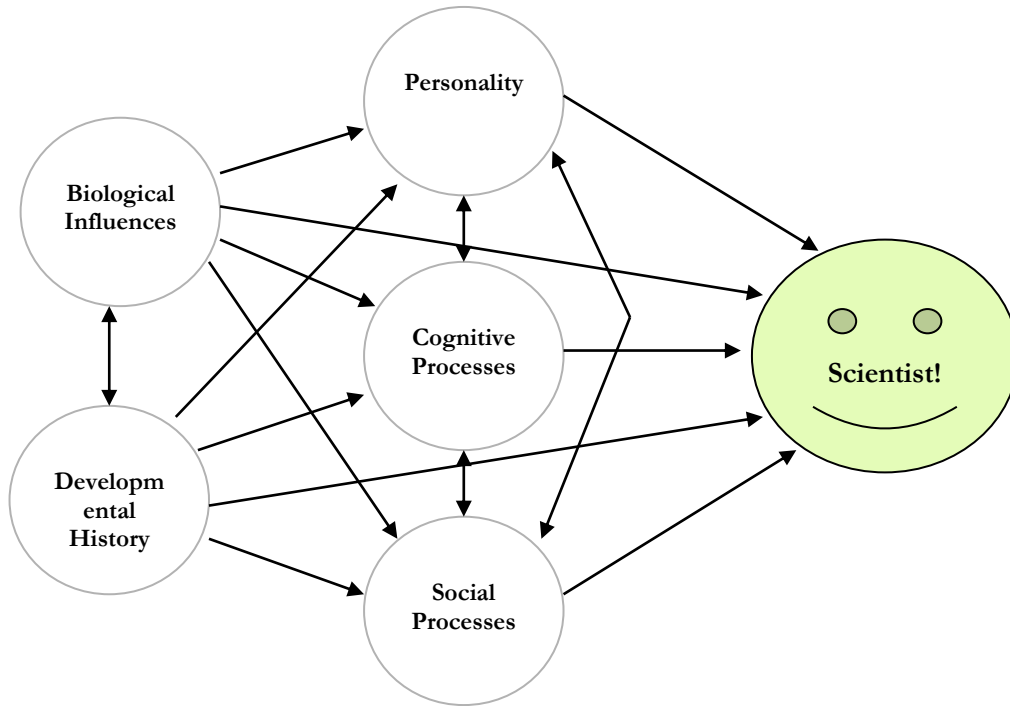 Personality
Biological
Influences
Cognitive
Processes
Scientist!
Developm
ental
History
Social
Processes